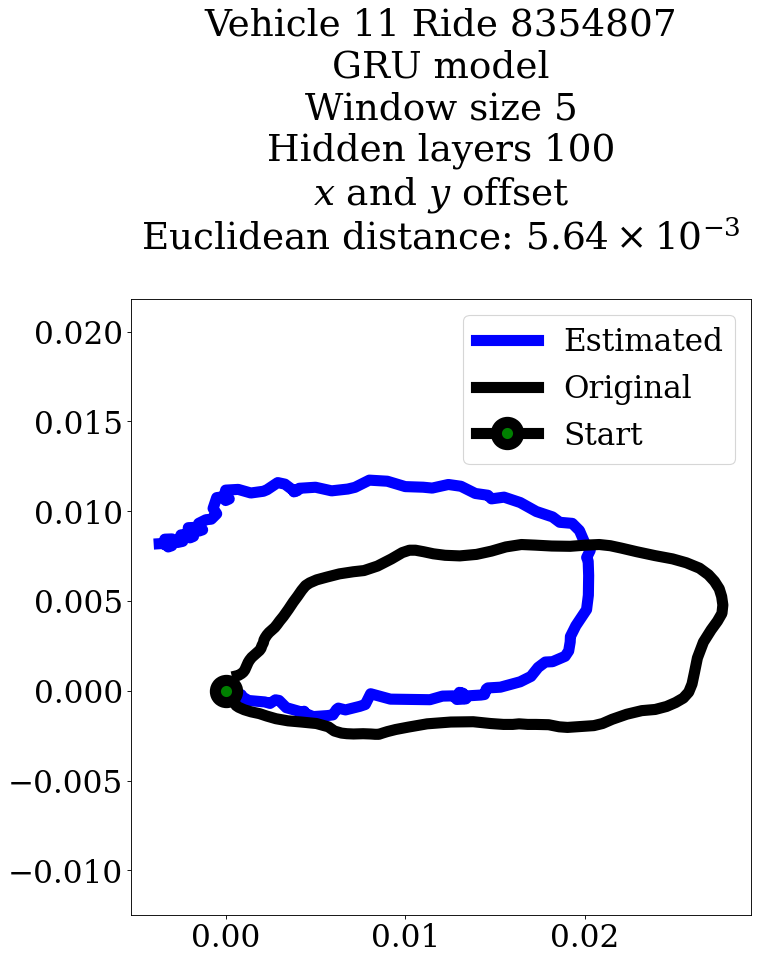 Vehicle 11 Ride 8354807
GRU model
Window size 5
Hidden layers 100
x and y offset
Euclidean distance: 5.64 × 10⁻³
Estimated
Original
Start
0.020
0.015
0.010
0.005
0.000
−0.005
−0.010
0.00 0.01 0.02